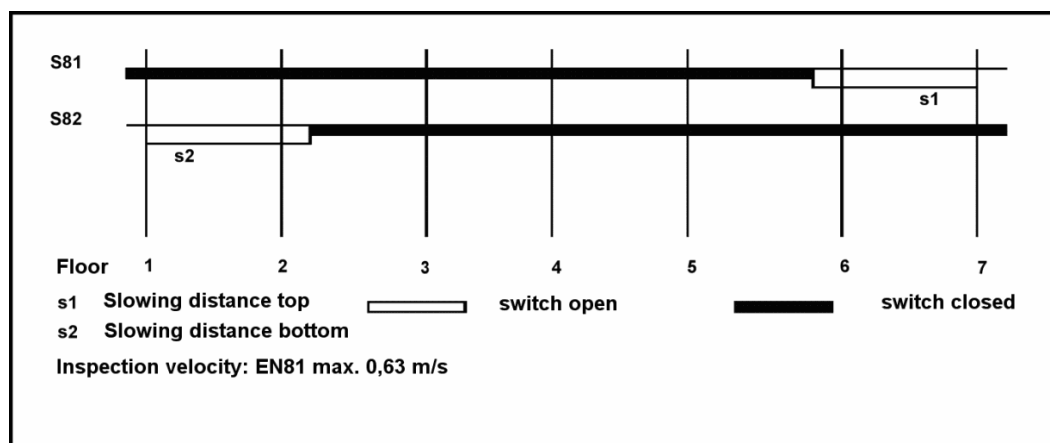 S81
s1
S82
s2
Floor 1 2 3 4 5 6 7
s1 Slowing distance top switch open switch closed
s2 Slowing distance bottom
Inspection velocity: EN81 max. 0,63 m/s